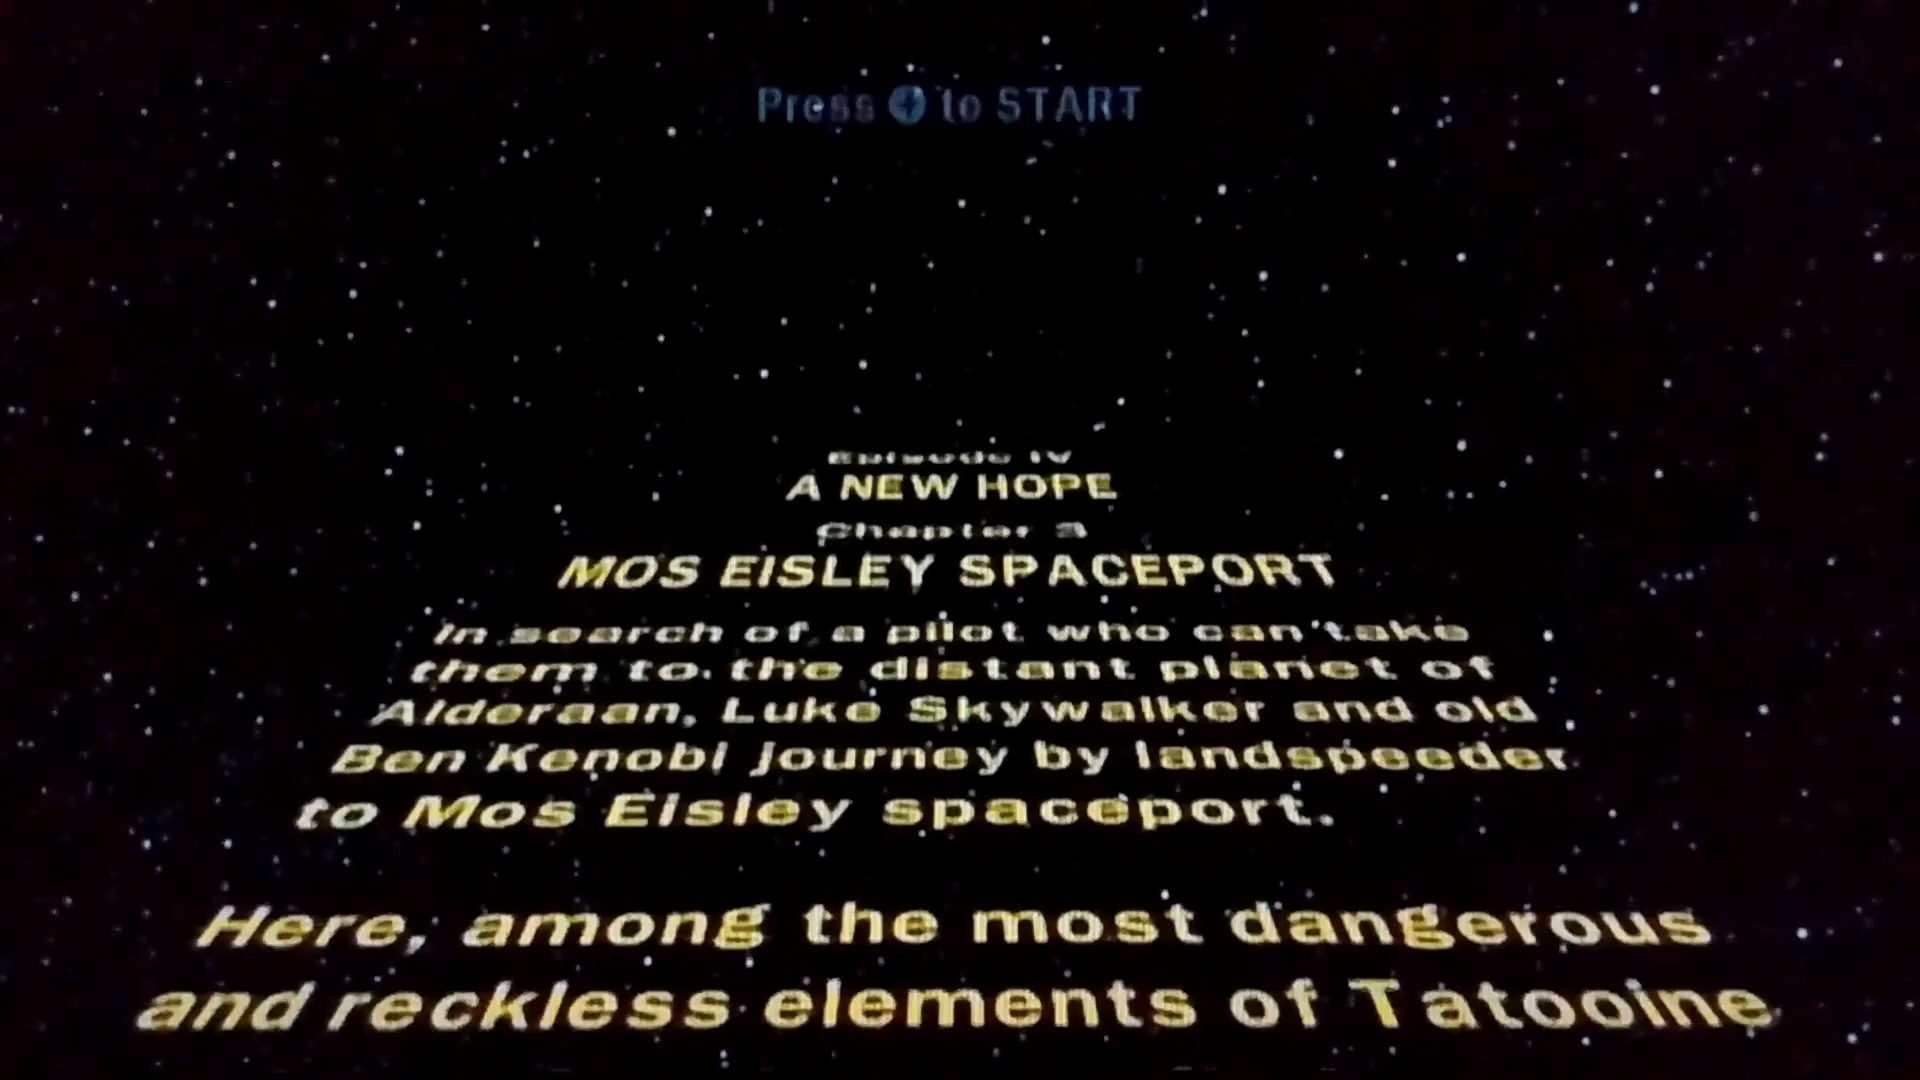 Press + to START
Episode IV
A NEW HOPE
Chapter 3
MOS EISLEY SPACEPORT
In search of a pilot who can take
them to the distant planet of
Alderaan, Luke Skywalker and old
Ben Kenobi journey by landspeeder
to Mos Eisley spaceport.
Here, among the most dangerous
and reckless elements of Tatooine